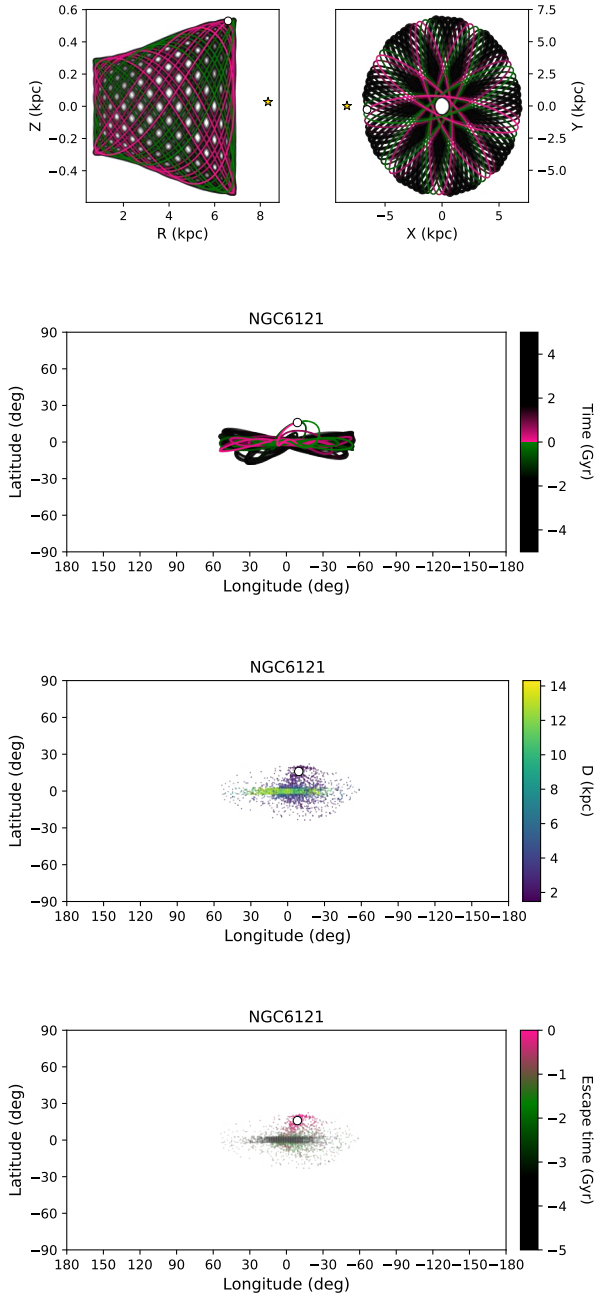 0.6
0.4
0.2
0.0
−0.2
−0.4
Z (kpc)
2 4 6 8
R (kpc)
7.5
5.0
2.5
0.0
−2.5
−5.0
Y (kpc)
−5 0 5
X (kpc)
NGC6121
90
60
30
0
−30
−60
−90
Latitude (deg)
180 150 120 90 60 30 0 −30 −60 −90 −120 −150 −180
Longitude (deg)
4
2
0
−2
−4
Time (Gyr)
NGC6121
90
60
30
0
−30
−60
−90
Latitude (deg)
180 150 120 90 60 30 0 −30 −60 −90 −120 −150 −180
Longitude (deg)
14
12
10
8
6
4
2
D (kpc)
NGC6121
90
60
30
0
−30
−60
−90
Latitude (deg)
180 150 120 90 60 30 0 −30 −60 −90 −120 −150 −180
Longitude (deg)
0
−1
−2
−3
−4
−5
Escape time (Gyr)